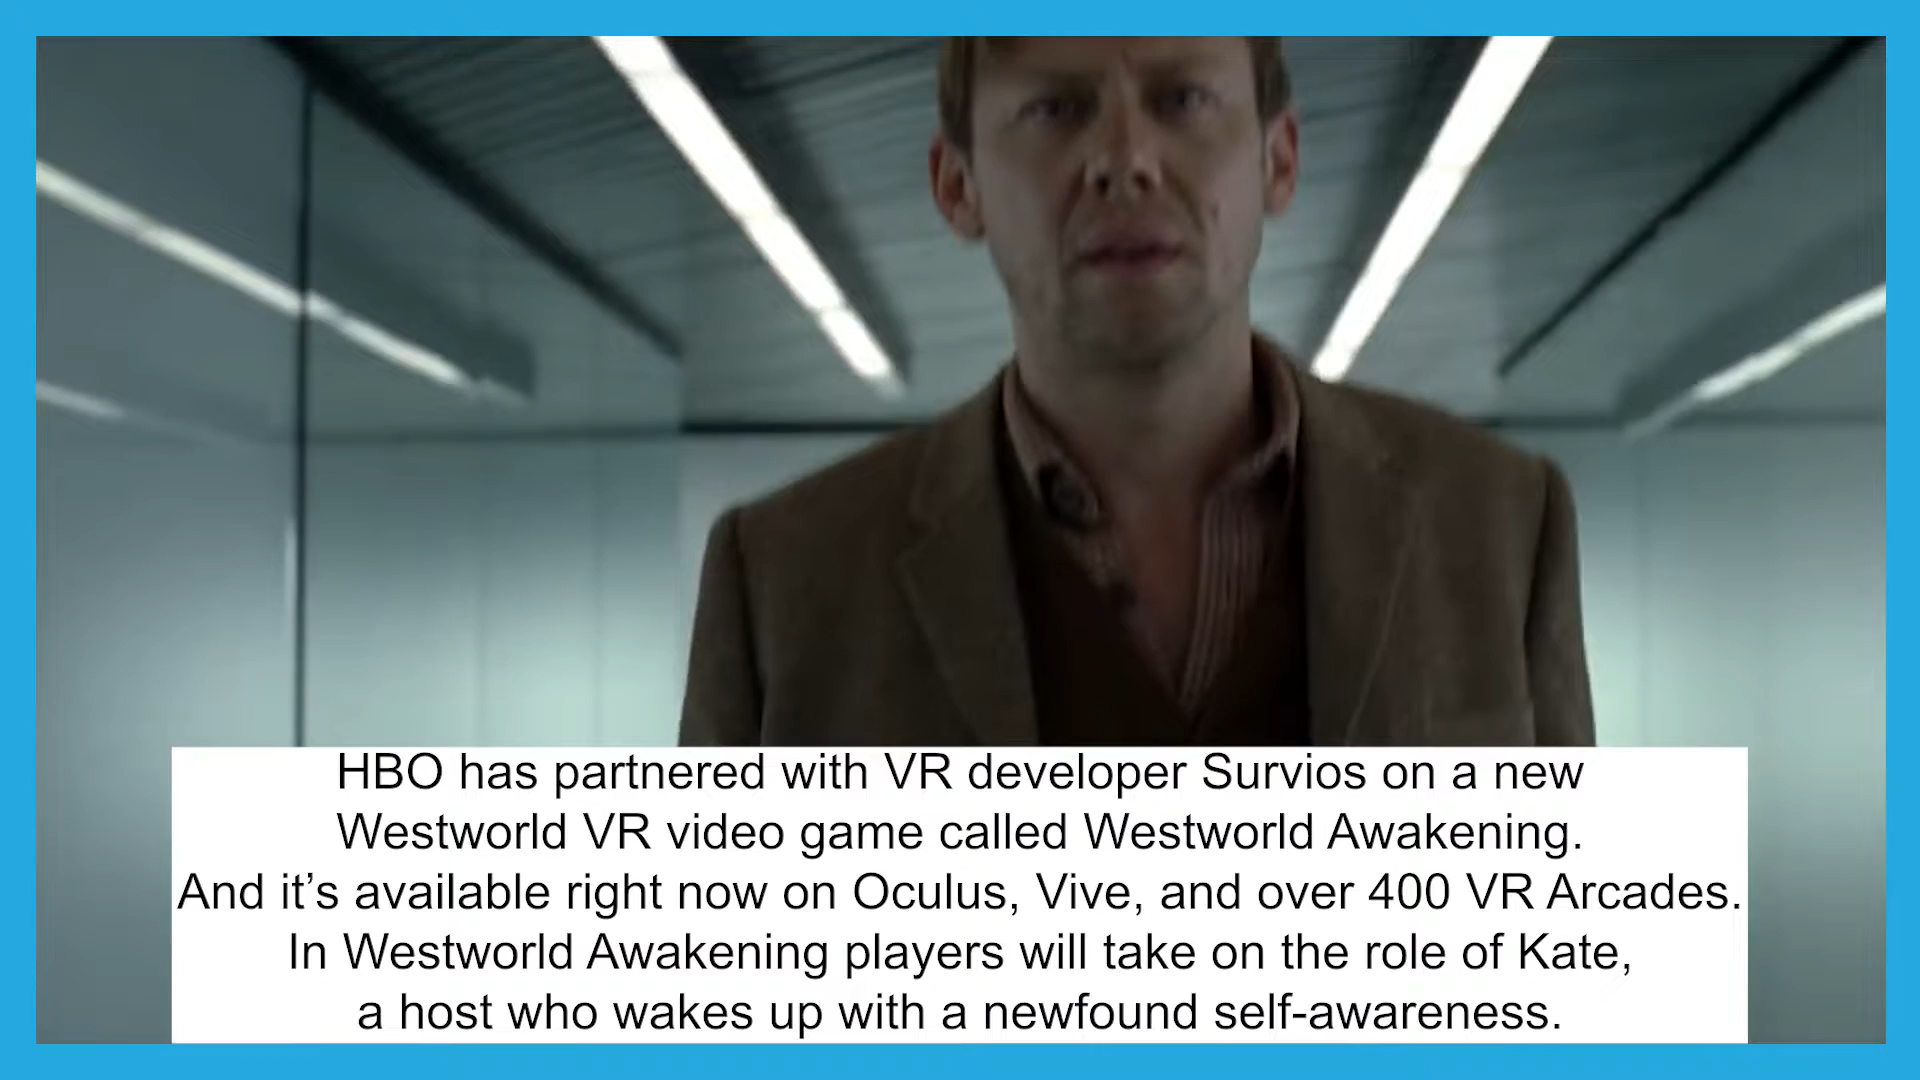 HBO has partnered with VR developer Survios on a new
Westworld VR video game called Westworld Awakening.
And it’s available right now on Oculus, Vive, and over 400 VR Arcades.
In Westworld Awakening players will take on the role of Kate,
a host who wakes up with a newfound self-awareness.